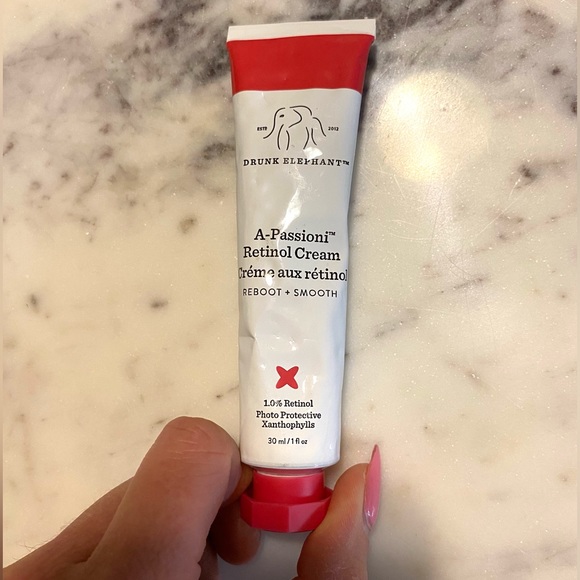 ESTD 2012
DRUNK ELEPHANT™
A-Passioni™
Retinol Cream
Créme aux rétinol
REBOOT + SMOOTH
1.0% Retinol
Photo Protective
Xanthophylls
30 ml / 1 fl oz